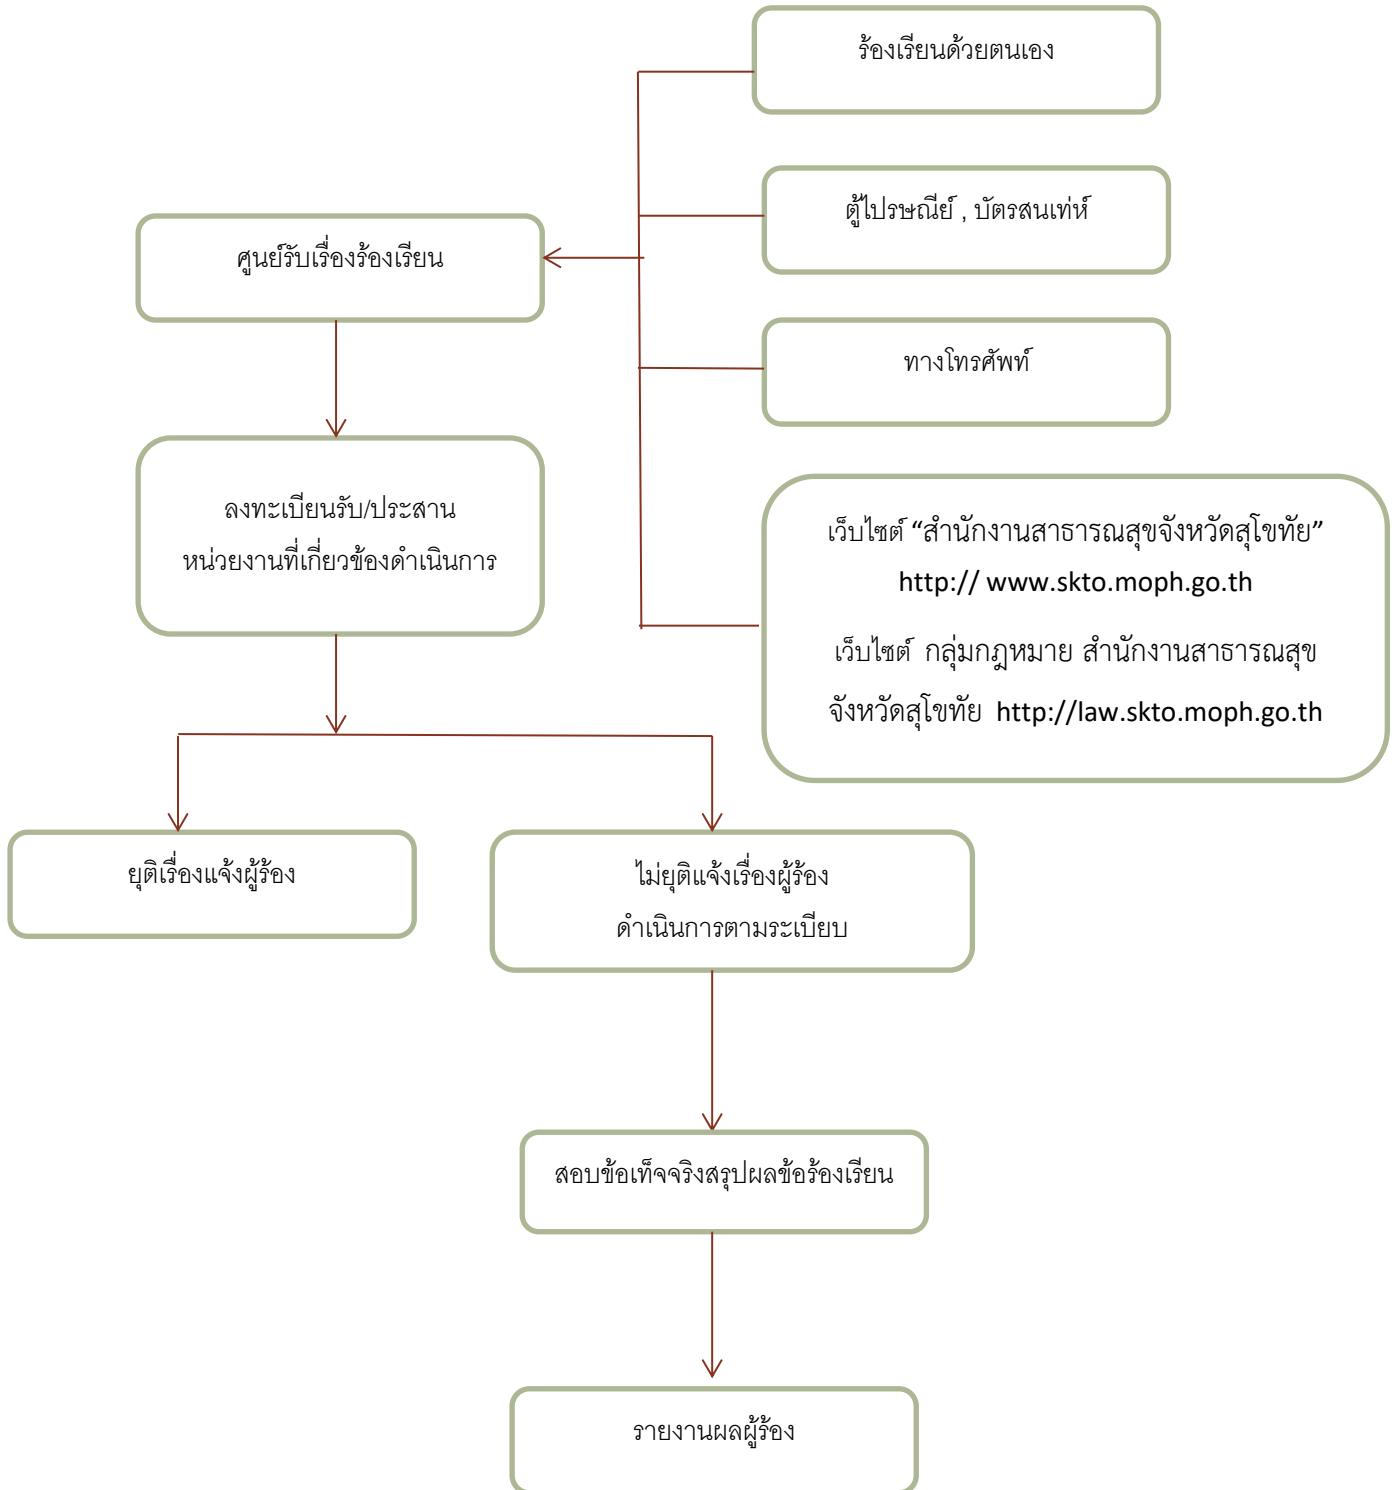 ร้องเรียนด้วยตนเอง
ตู้ไปรษณีย์ , บัตรสนเท่ห์
ศูนย์รับเรื่องร้องเรียน
ทางโทรศัพท์
ลงทะเบียนรับ/ประสาน
หน่วยงานที่เกี่ยวข้องดำเนินการ
เว็บไซต์ “สำนักงานสาธารณสุขจังหวัดสุโขทัย”
http:// www.skto.moph.go.th
เว็บไซต์ กลุ่มกฎหมาย สำนักงานสาธารณสุข
จังหวัดสุโขทัย http://law.skto.moph.go.th
ยุติเรื่องแจ้งผู้ร้อง
ไม่ยุติแจ้งเรื่องผู้ร้อง
ดำเนินการตามระเบียบ
สอบข้อเท็จจริงสรุปผลข้อร้องเรียน
รายงานผลผู้ร้อง